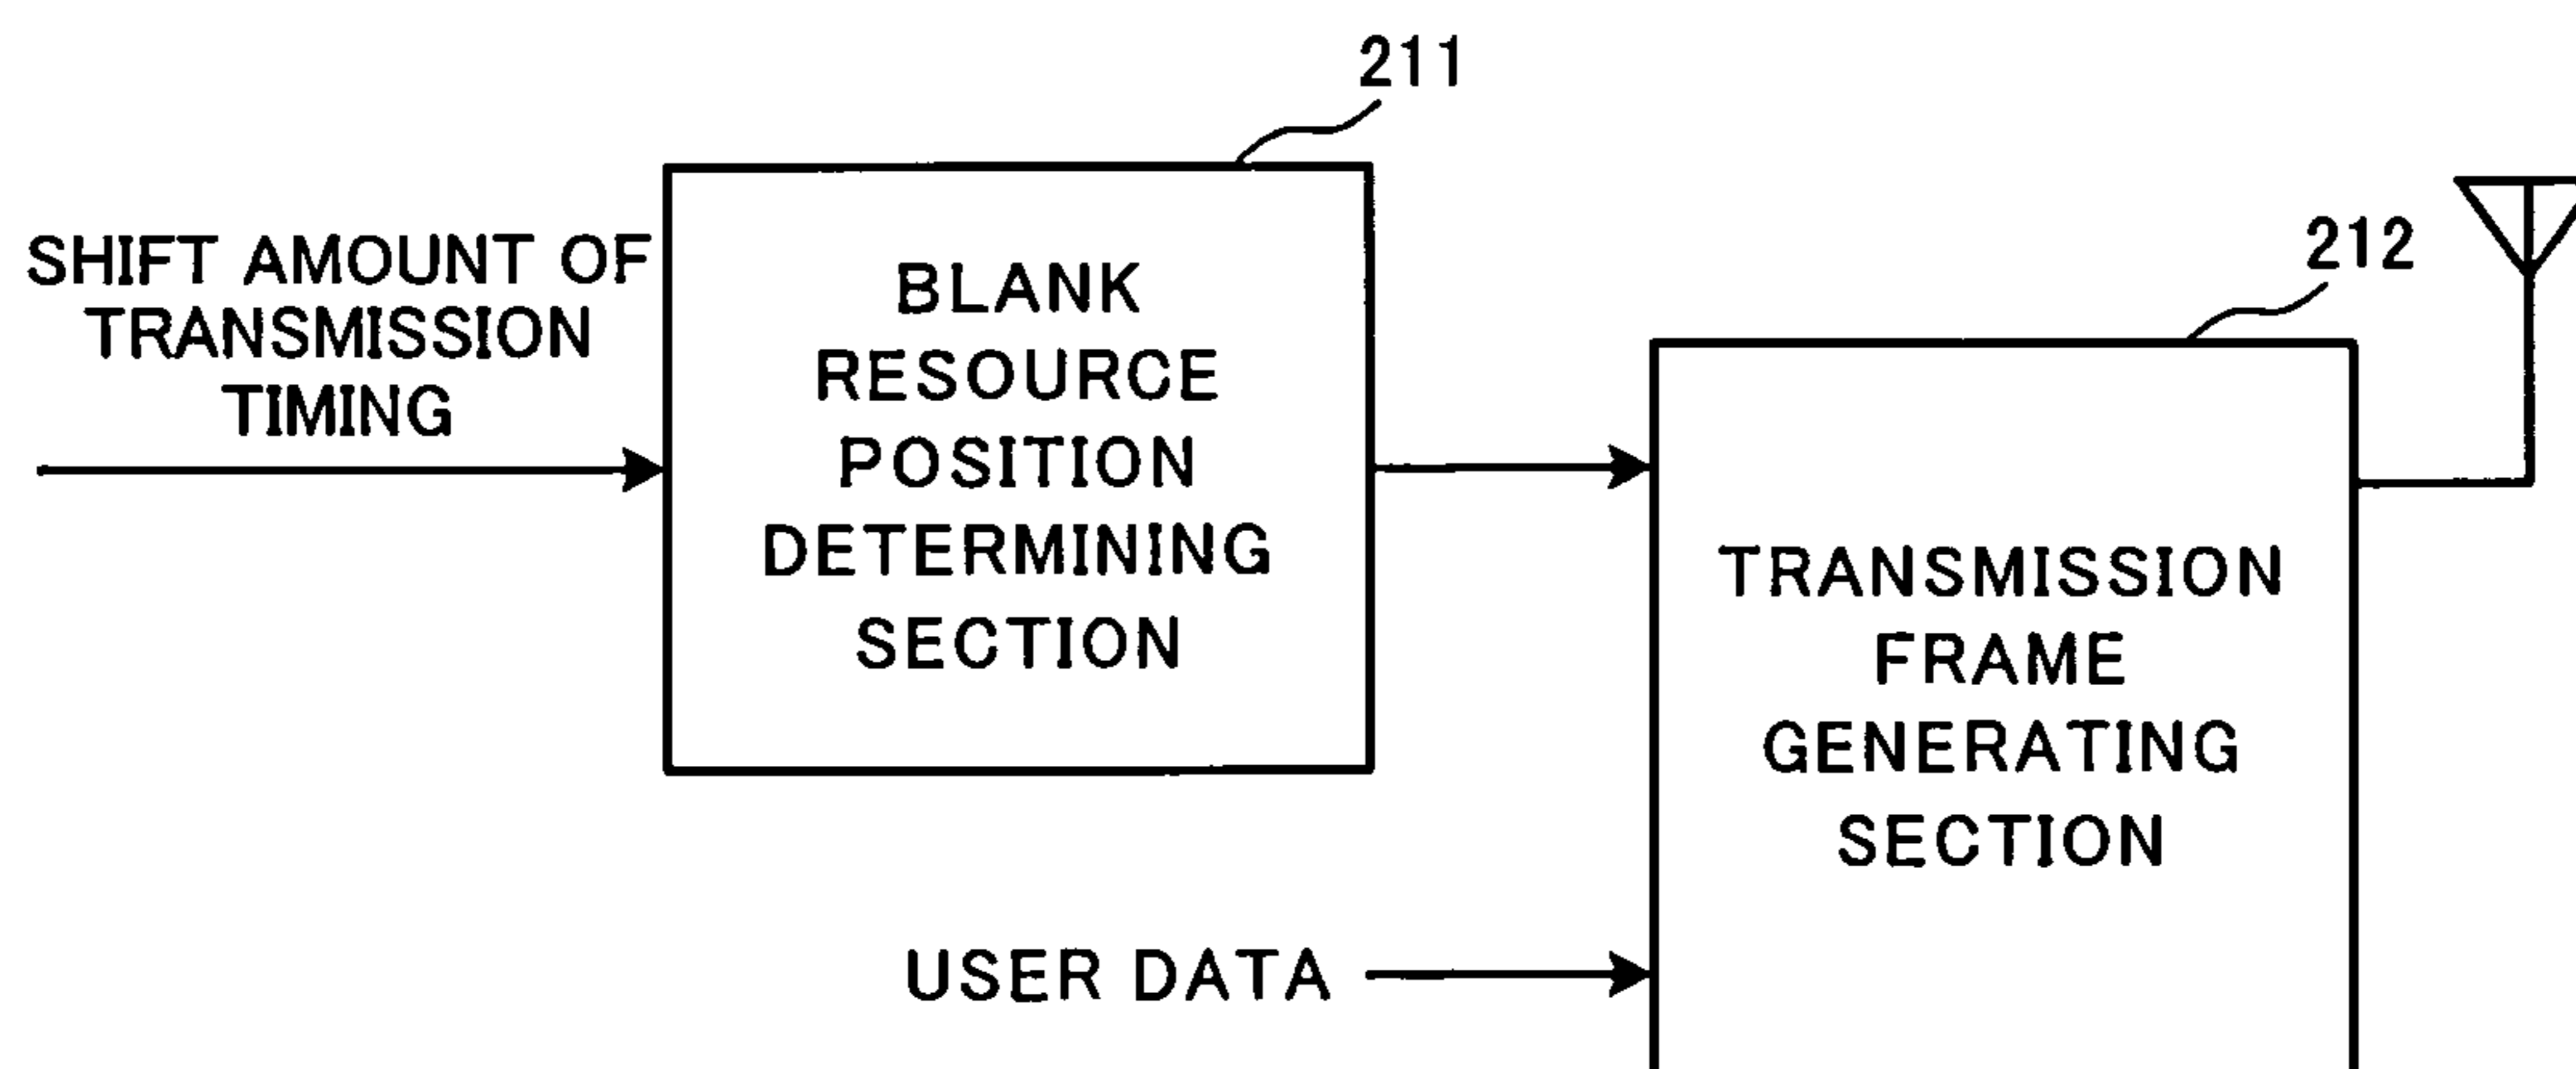 211
SHIFT AMOUNT OF
TRANSMISSION
TIMING
BLANK
RESOURCE
POSITION
DETERMINING
SECTION
212
TRANSMISSION
FRAME
GENERATING
SECTION
USER DATA